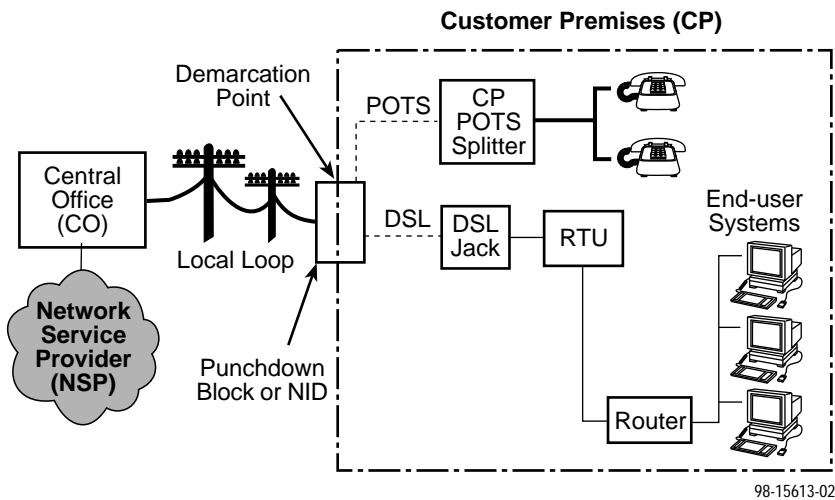 Customer Premises (CP)
Demarcation
Point
POTS
CP
POTS
Splitter
Central
Office
(CO)
Local Loop
DSL
DSL
Jack
RTU
End-user
Systems
Network
Service
Provider
(NSP)
Punchdown
Block or NID
Router
98-15613-02